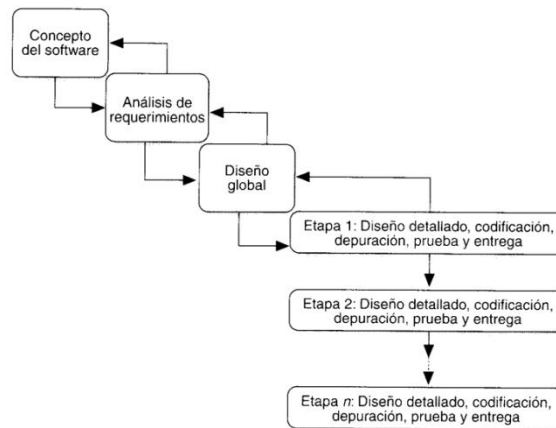 Concepto
del software
Análisis de
requerimientos
Diseño
global
Etapa 1: Diseño detallado, codificación,
depuración, prueba y entrega
Etapa 2: Diseño detallado, codificación,
depuración, prueba y entrega
Etapa n: Diseño detallado, codificación,
depuración, prueba y entrega